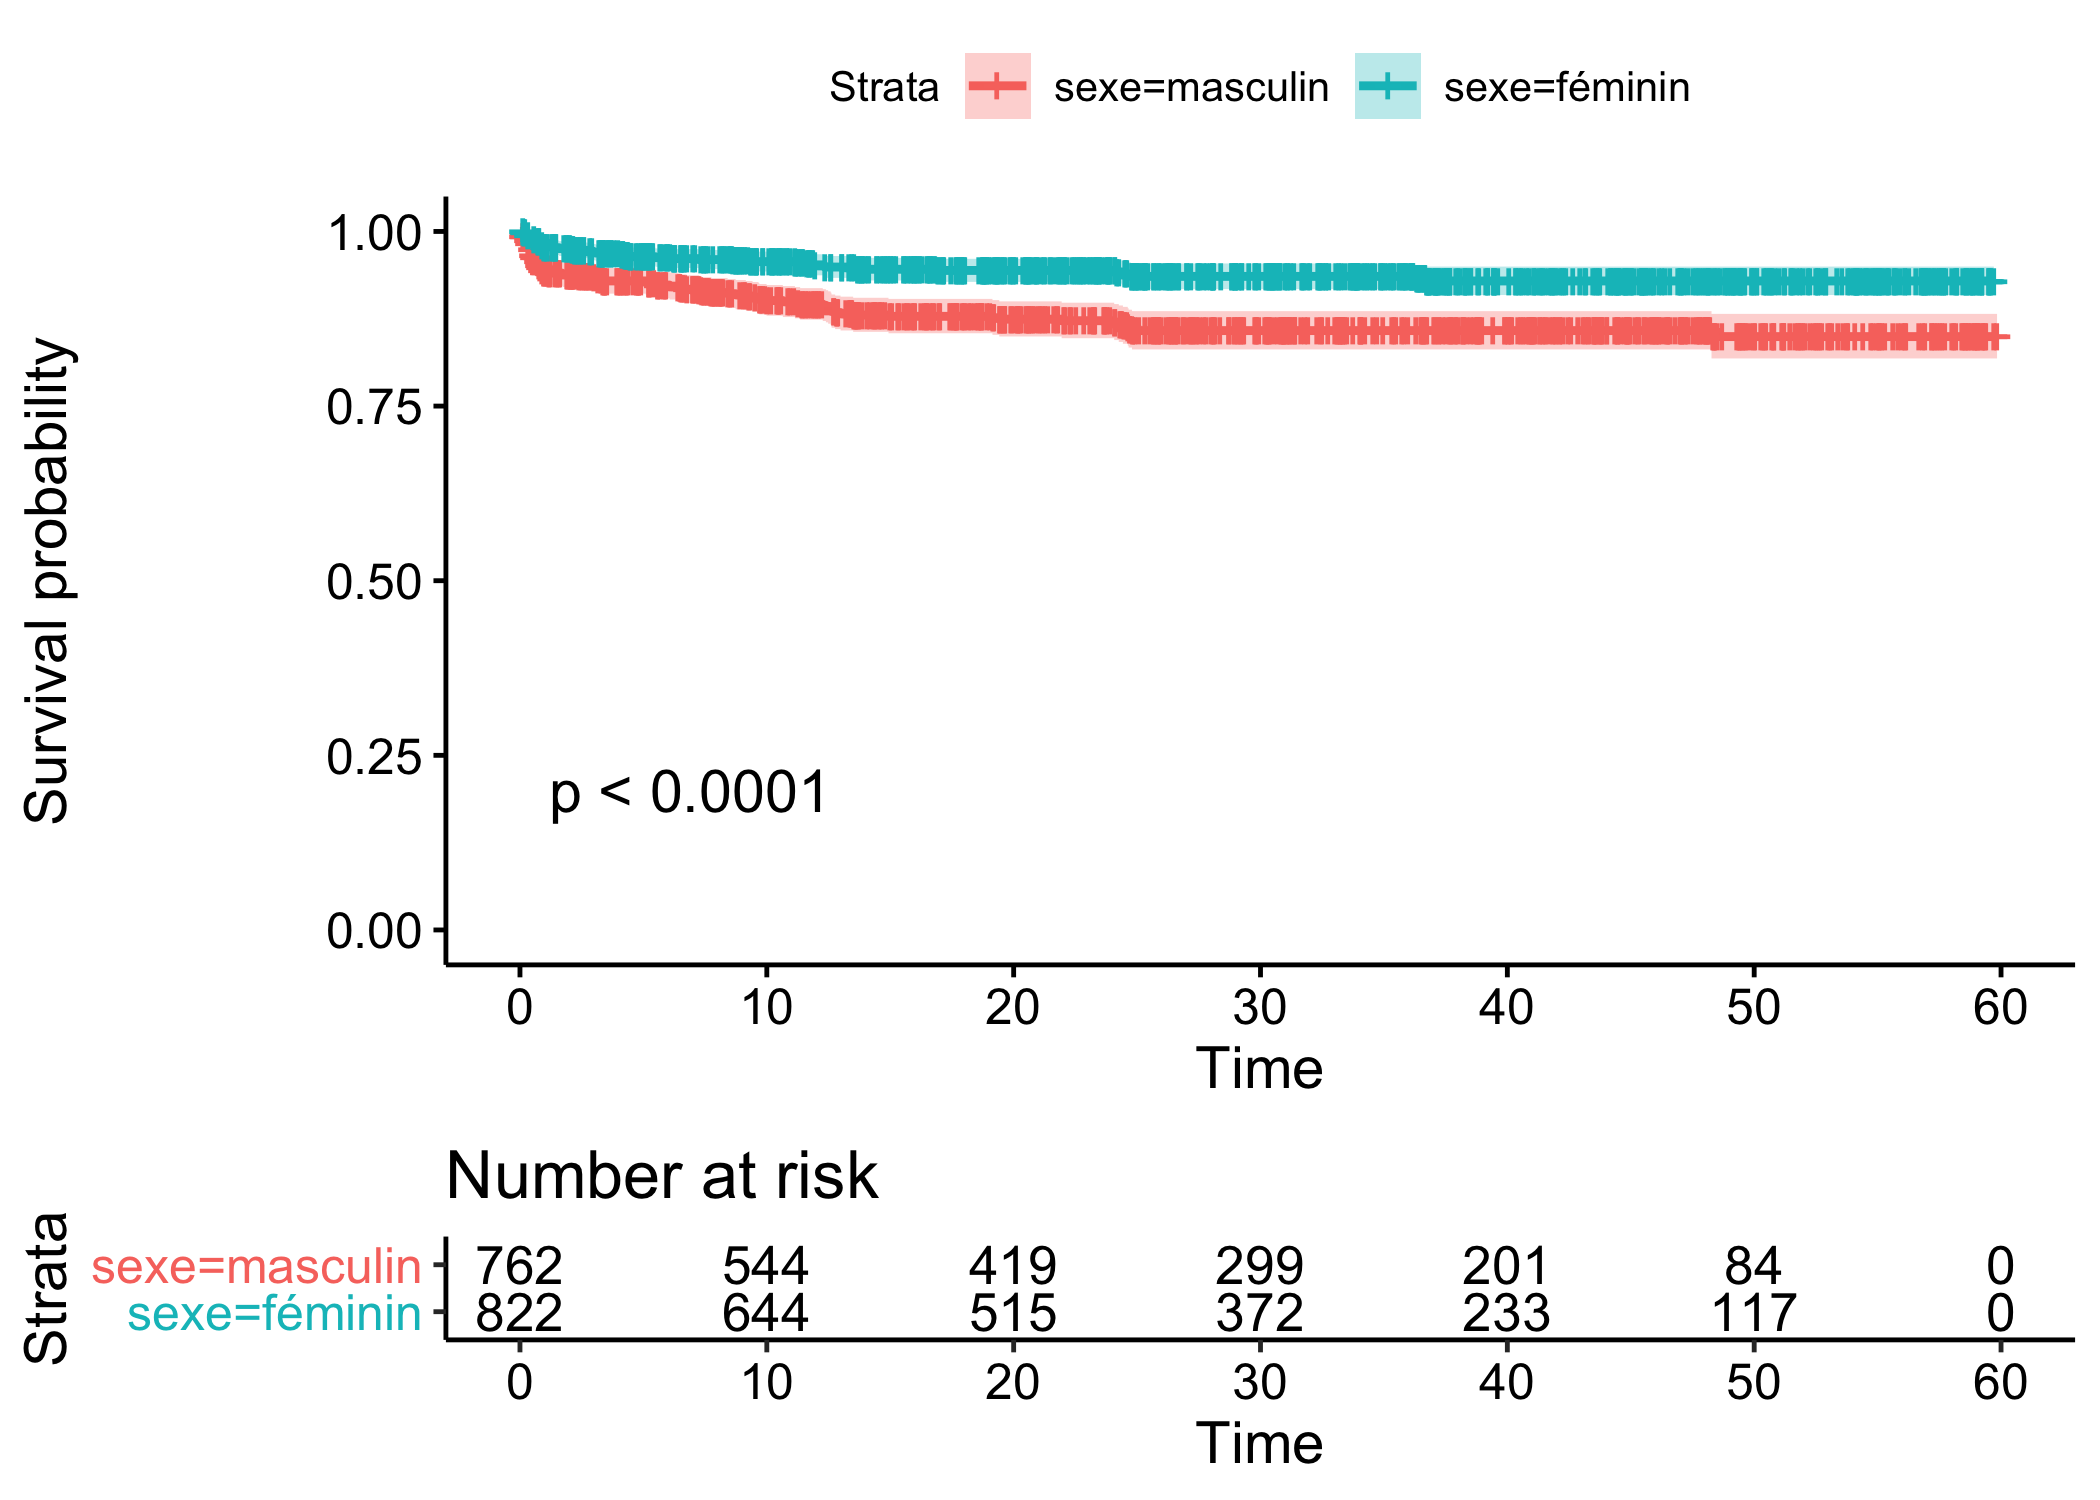 Strata sexe=masculin sexe=féminin
Survival probability
1.00
0.75
0.50
0.25
0.00
p < 0.0001
0 10 20 30 40 50 60
Time
Number at risk
Strata
sexe=masculin 762 544 419 299 201 84 0
sexe=féminin 822 644 515 372 233 117 0
0 10 20 30 40 50 60
Time